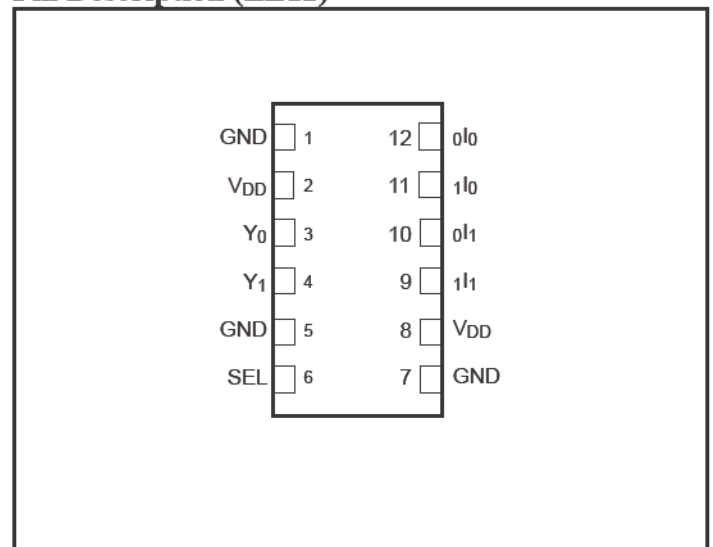 GND 1 12 ₀I₀
VDD 2 11 ₁I₀
Y₀ 3 10 ₀I₁
Y₁ 4 9 ₁I₁
GND 5 8 VDD
SEL 6 7 GND